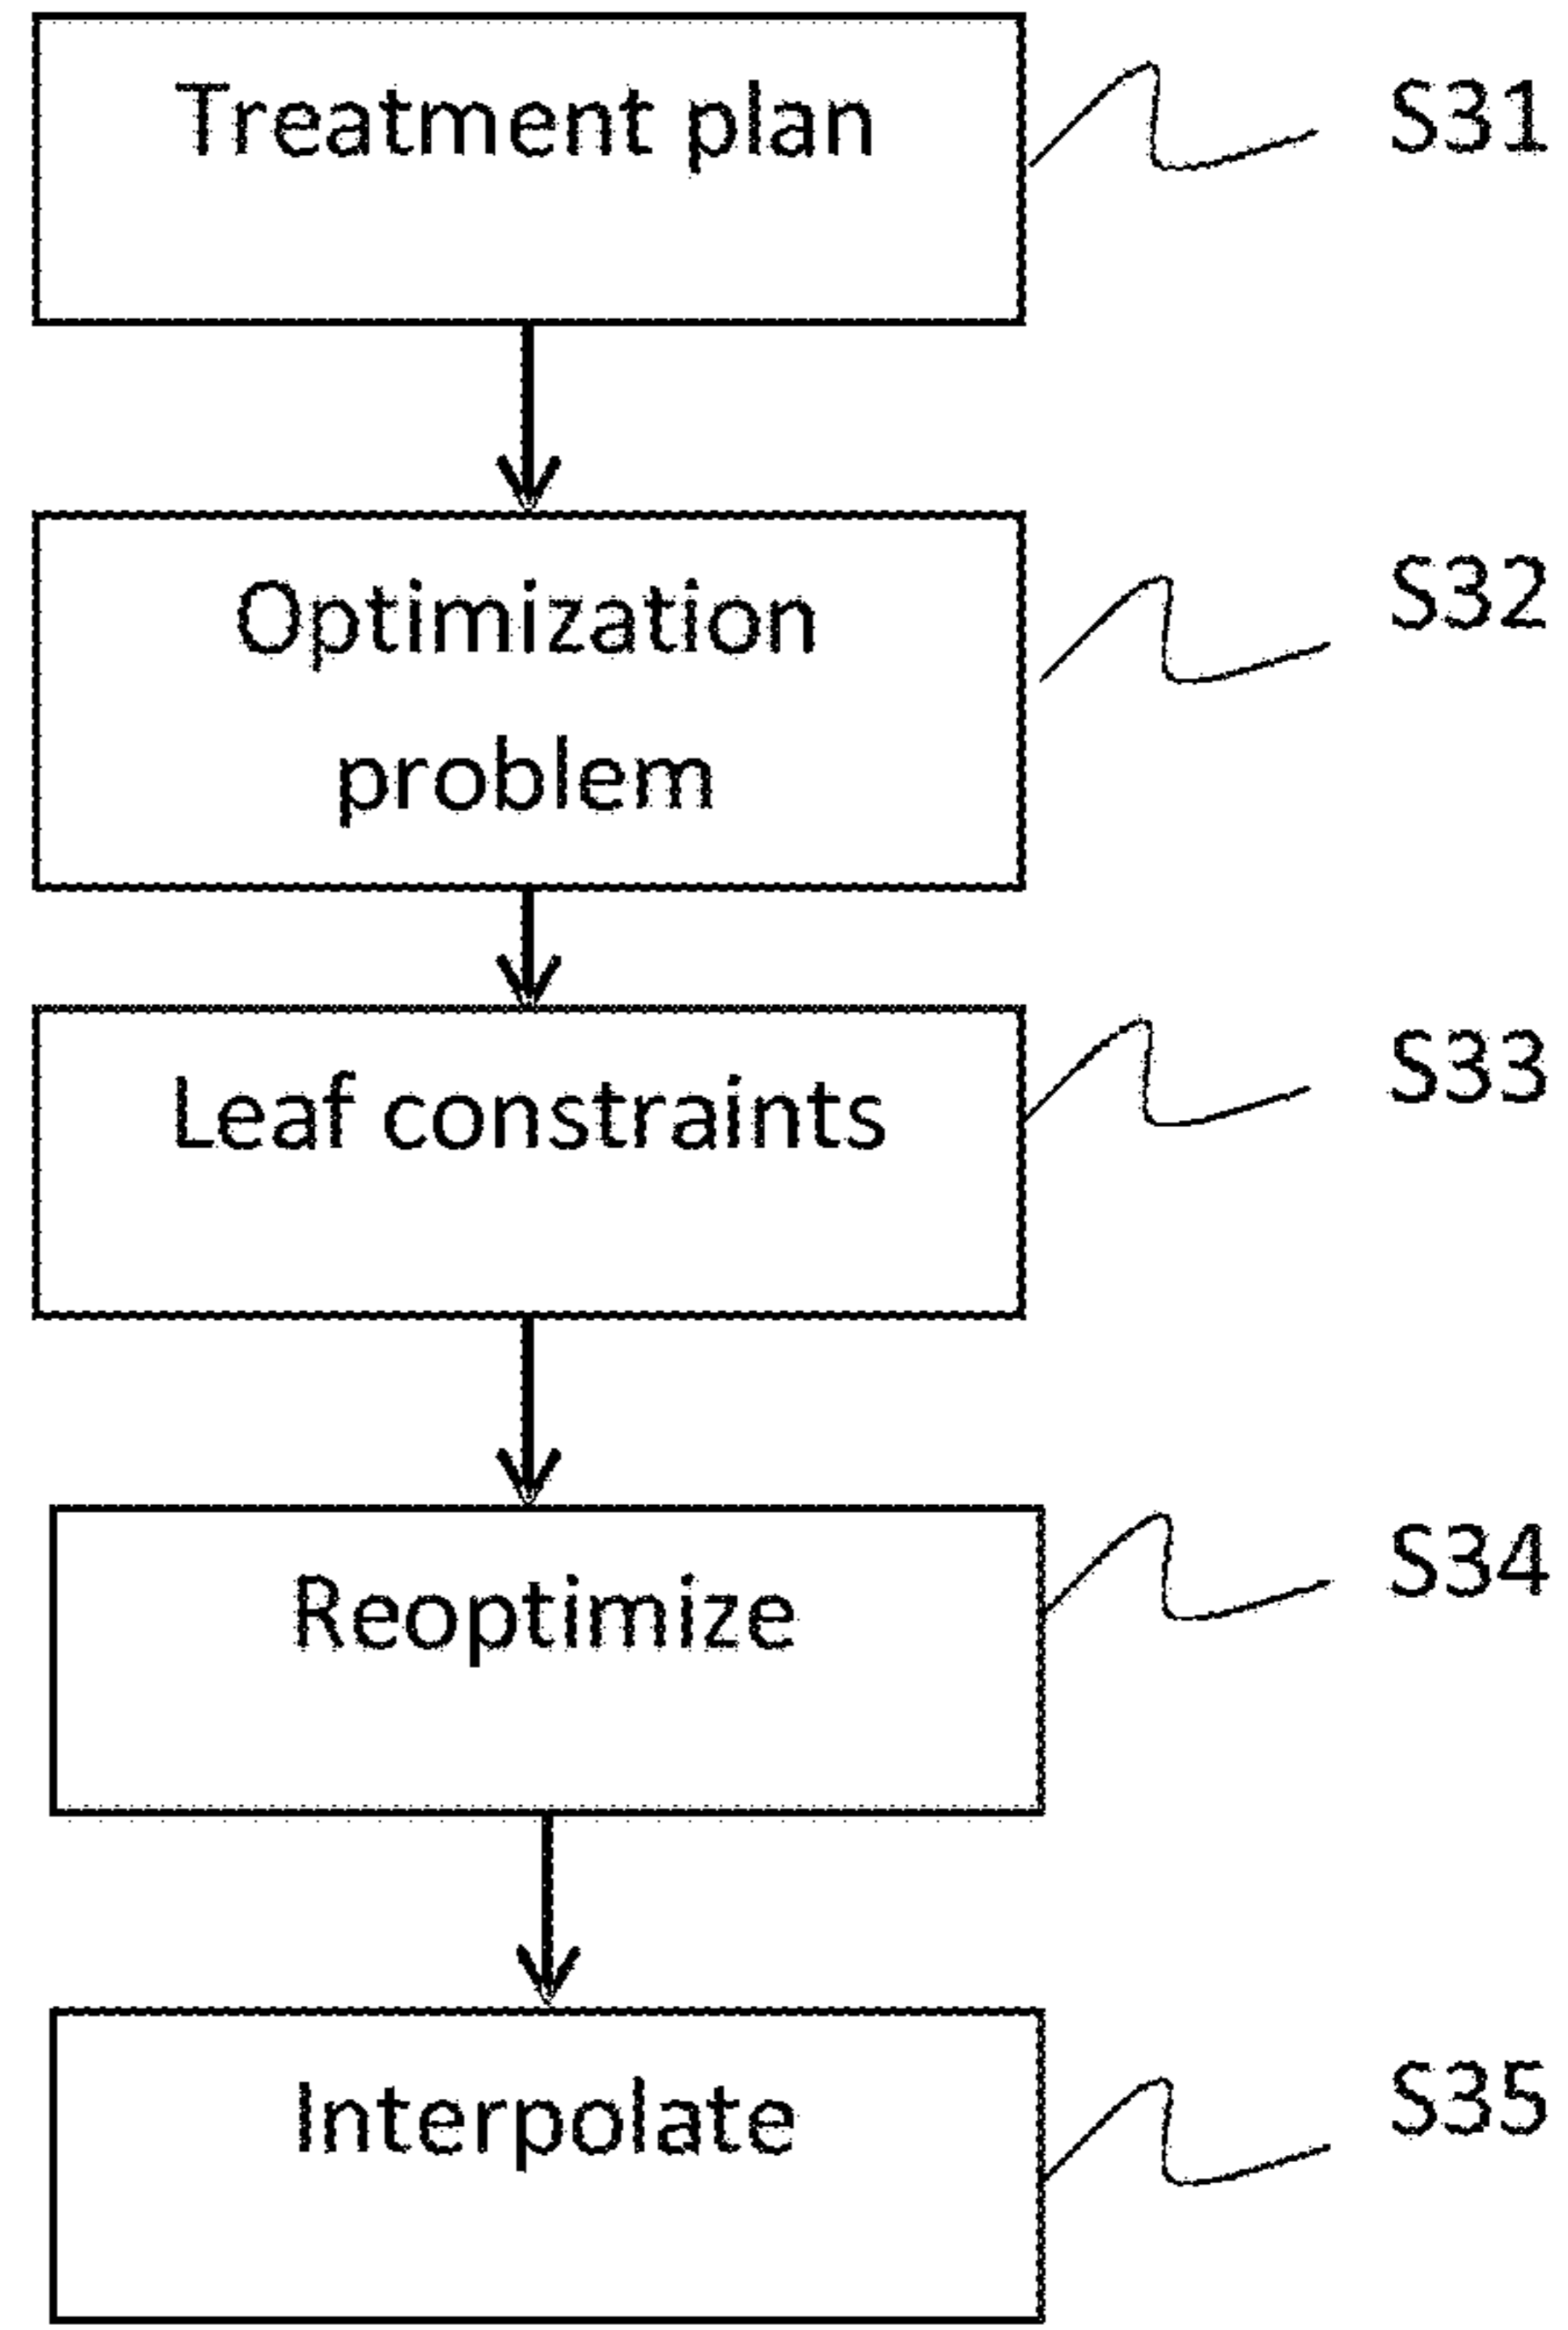 Treatment plan
S31
Optimization
problem
S32
Leaf constraints
S33
Reoptimize
S34
Interpolate
S35